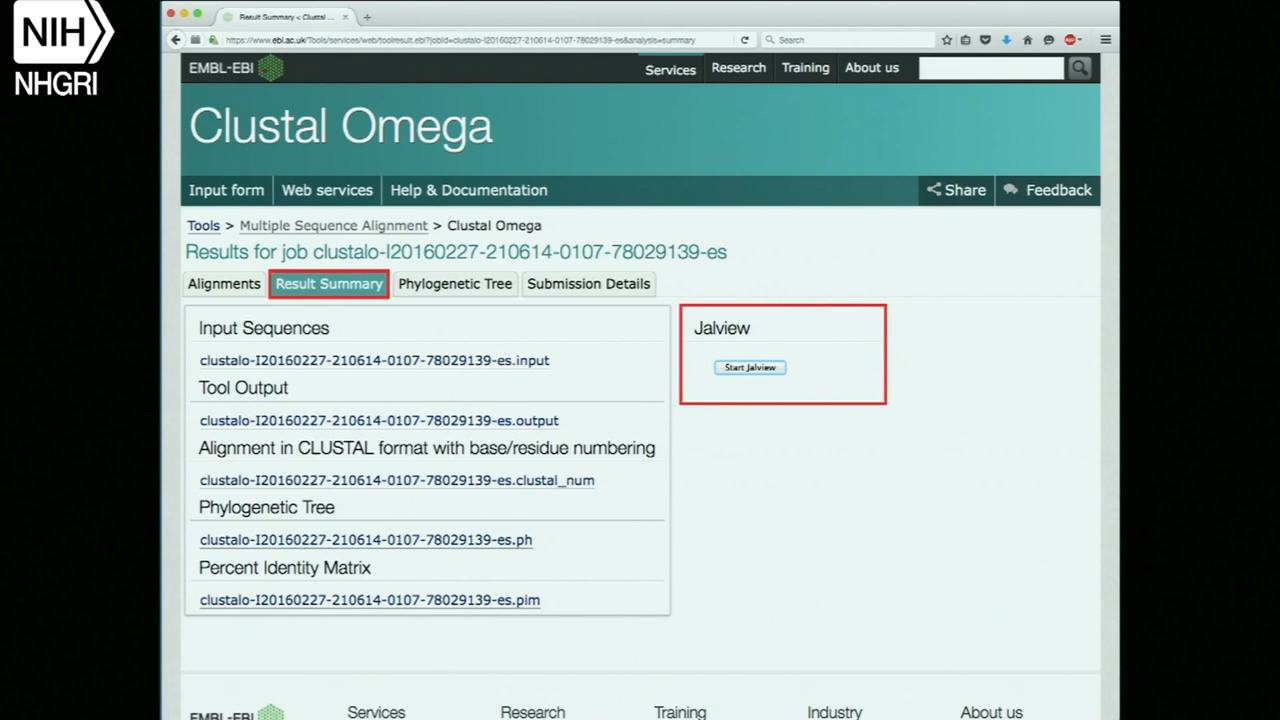 NIH
NHGRI
Result Summary < Clustal ...
https://www.ebi.ac.uk/Tools/services/web/toolresult.ebi?jobId=clustalo-I20160227-210614-0107-78029139-es&analysis=summary
Search
EMBL-EBI
Services
Research
Training
About us
Clustal Omega
Input form
Web services
Help & Documentation
Share
Feedback
Tools > Multiple Sequence Alignment > Clustal Omega
Results for job clustalo-I20160227-210614-0107-78029139-es
Alignments
Result Summary
Phylogenetic Tree
Submission Details
Input Sequences
clustalo-I20160227-210614-0107-78029139-es.input
Tool Output
clustalo-I20160227-210614-0107-78029139-es.output
Alignment in CLUSTAL format with base/residue numbering
clustalo-I20160227-210614-0107-78029139-es.clustal_num
Phylogenetic Tree
clustalo-I20160227-210614-0107-78029139-es.ph
Percent Identity Matrix
clustalo-I20160227-210614-0107-78029139-es.pim
Jalview
Start Jalview
EMBL-EBI
Services
Research
Training
Industry
About us